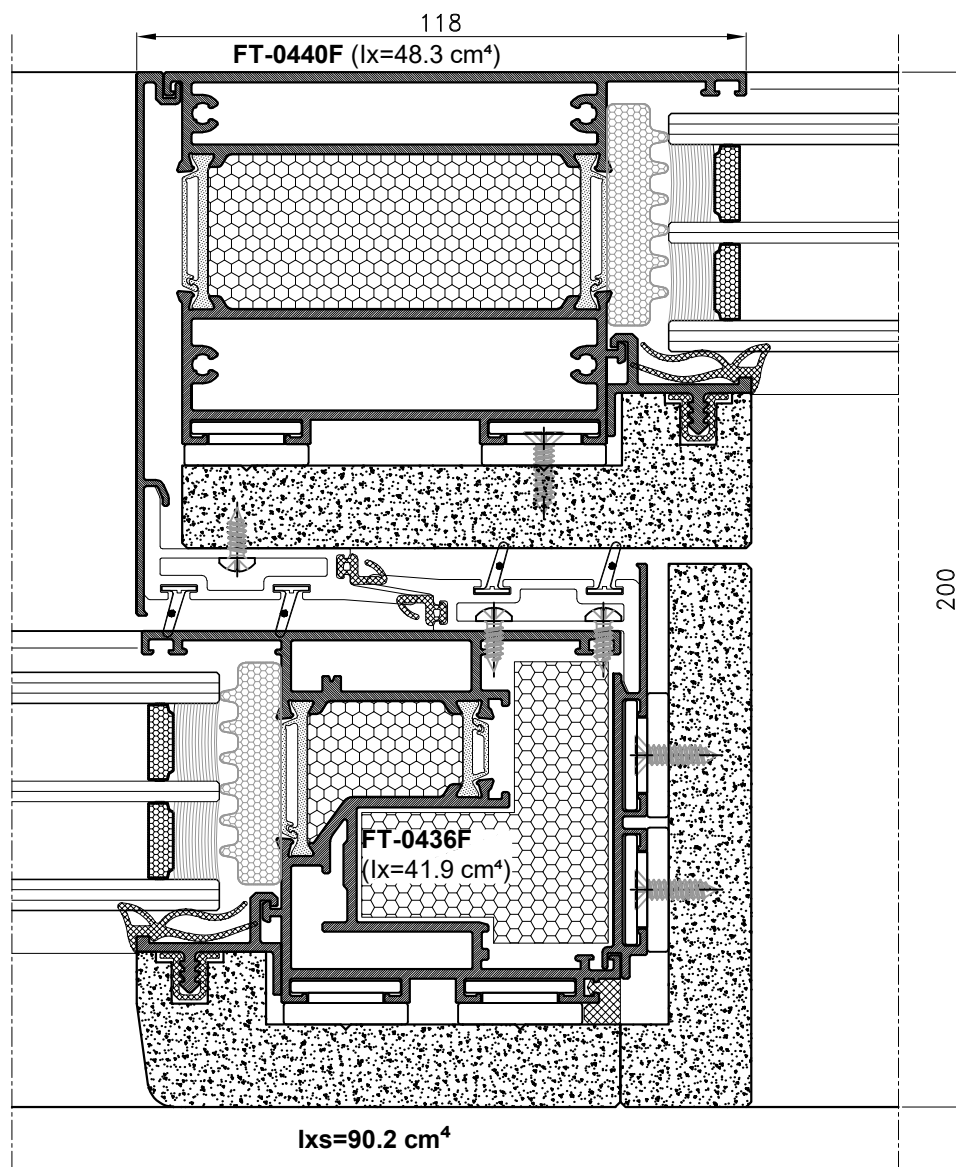 118
FT-0440F (Ix=48.3 cm⁴)
200
FT-0436F
(Ix=41.9 cm⁴)
Ixs=90.2 cm⁴